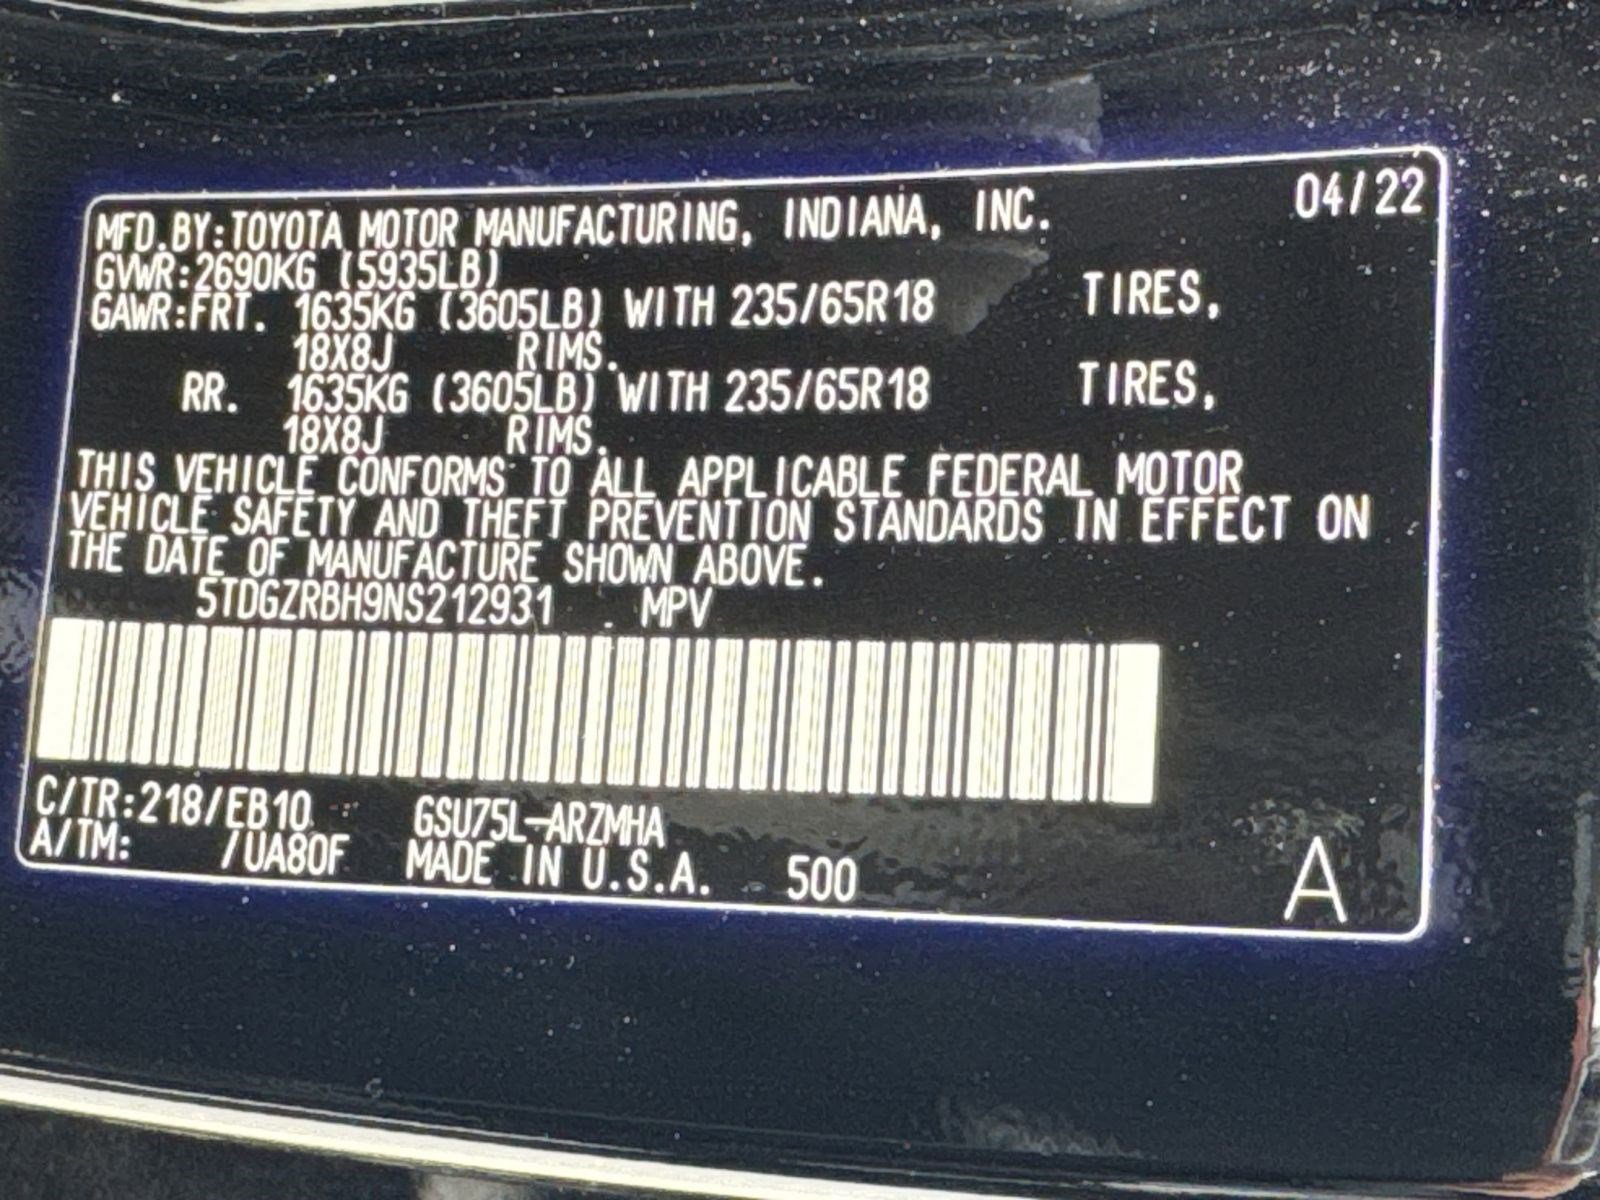 04/22
MFD.BY:TOYOTA MOTOR MANUFACTURING, INDIANA, INC.
GVWR:2690KG (5935LB)
GAWR:FRT. 1635KG (3605LB) WITH 235/65R18 TIRES,
18X8J RIMS.
RR. 1635KG (3605LB) WITH 235/65R18 TIRES,
18X8J RIMS.
THIS VEHICLE CONFORMS TO ALL APPLICABLE FEDERAL MOTOR
VEHICLE SAFETY AND THEFT PREVENTION STANDARDS IN EFFECT ON
THE DATE OF MANUFACTURE SHOWN ABOVE.
5TDGZRBH9NS212931 MPV
C/TR:218/EB10 GSU75L-ARZMHA
A/TM: /UA80F MADE IN U.S.A. 500 A